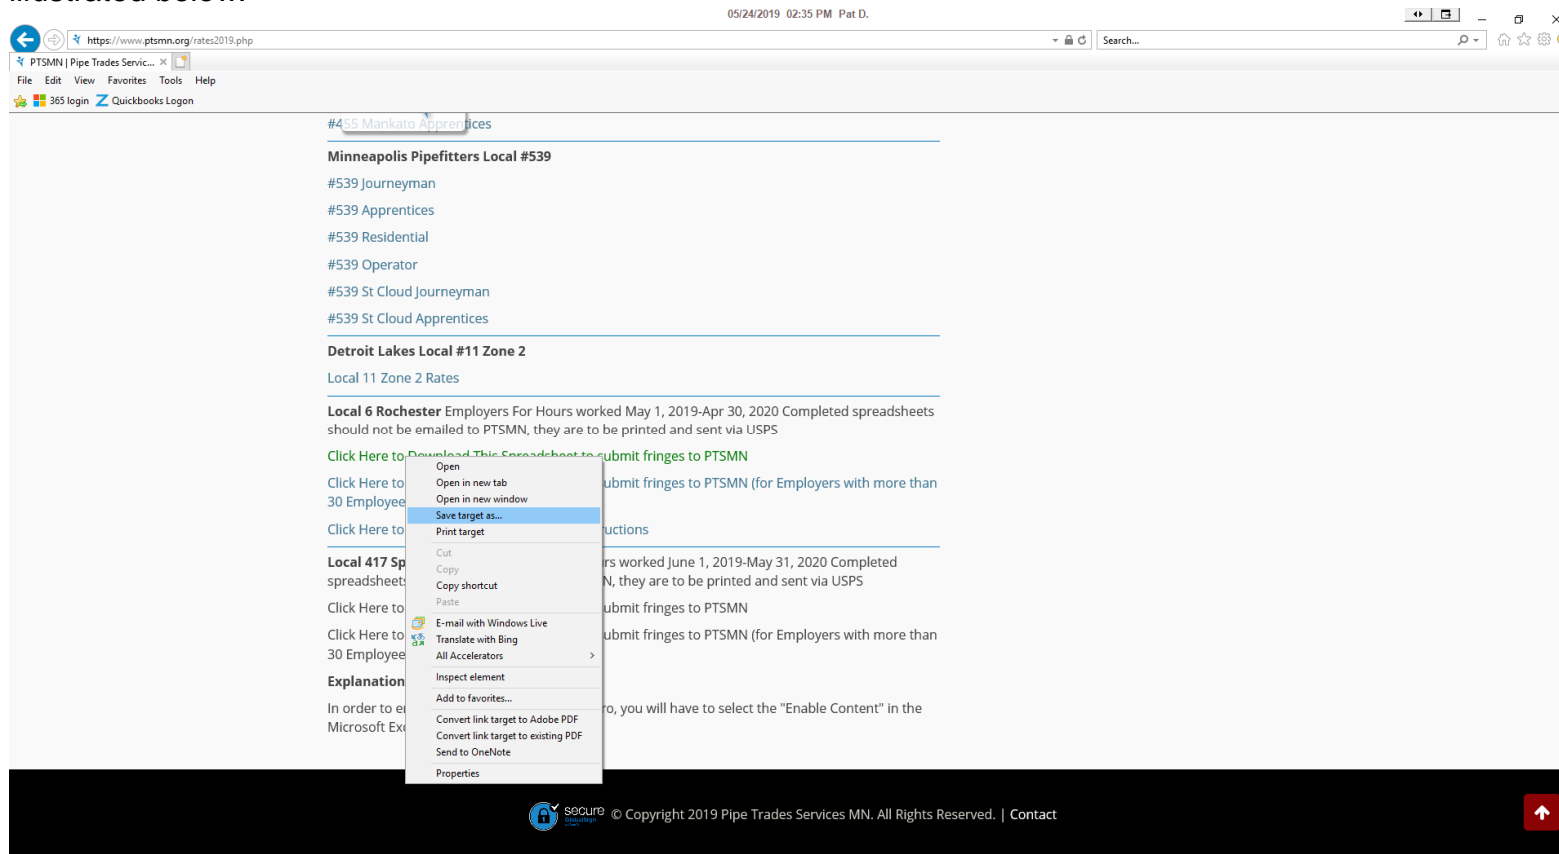 05/24/2019 02:35 PM Pat D.
https://www.ptsmn.org/rates2019.php
Search...
PTSMN | Pipe Trades Servic...
File Edit View Favorites Tools Help
365 login Quickbooks Logon
#455 Mankato Apprentices
Minneapolis Pipefitters Local #539
#539 Journeyman
#539 Apprentices
#539 Residential
#539 Operator
#539 St Cloud Journeyman
#539 St Cloud Apprentices
Detroit Lakes Local #11 Zone 2
Local 11 Zone 2 Rates
Local 6 Rochester Employers For Hours worked May 1, 2019-Apr 30, 2020 Completed spreadsheets
should not be emailed to PTSMN, they are to be printed and sent via USPS
Click Here to Download This Spreadsheet to submit fringes to PTSMN
Click Here to ubmit fringes to PTSMN (for Employers with more than
30 Employee
Click Here to uctions
Local 417 Sp rs worked June 1, 2019-May 31, 2020 Completed
spreadsheet N, they are to be printed and sent via USPS
Click Here to ubmit fringes to PTSMN
Click Here to ubmit fringes to PTSMN (for Employers with more than
30 Employee
Explanation
In order to er ro, you will have to select the "Enable Content" in the
Microsoft Exc
Open
Open in new tab
Open in new window
Save target as...
Print target
Cut
Copy
Copy shortcut
Paste
E-mail with Windows Live
Translate with Bing
All Accelerators
Inspect element
Add to favorites...
Convert link target to Adobe PDF
Convert link target to existing PDF
Send to OneNote
Properties
secure
GlobalSign
© Copyright 2019 Pipe Trades Services MN. All Rights Reserved. | Contact